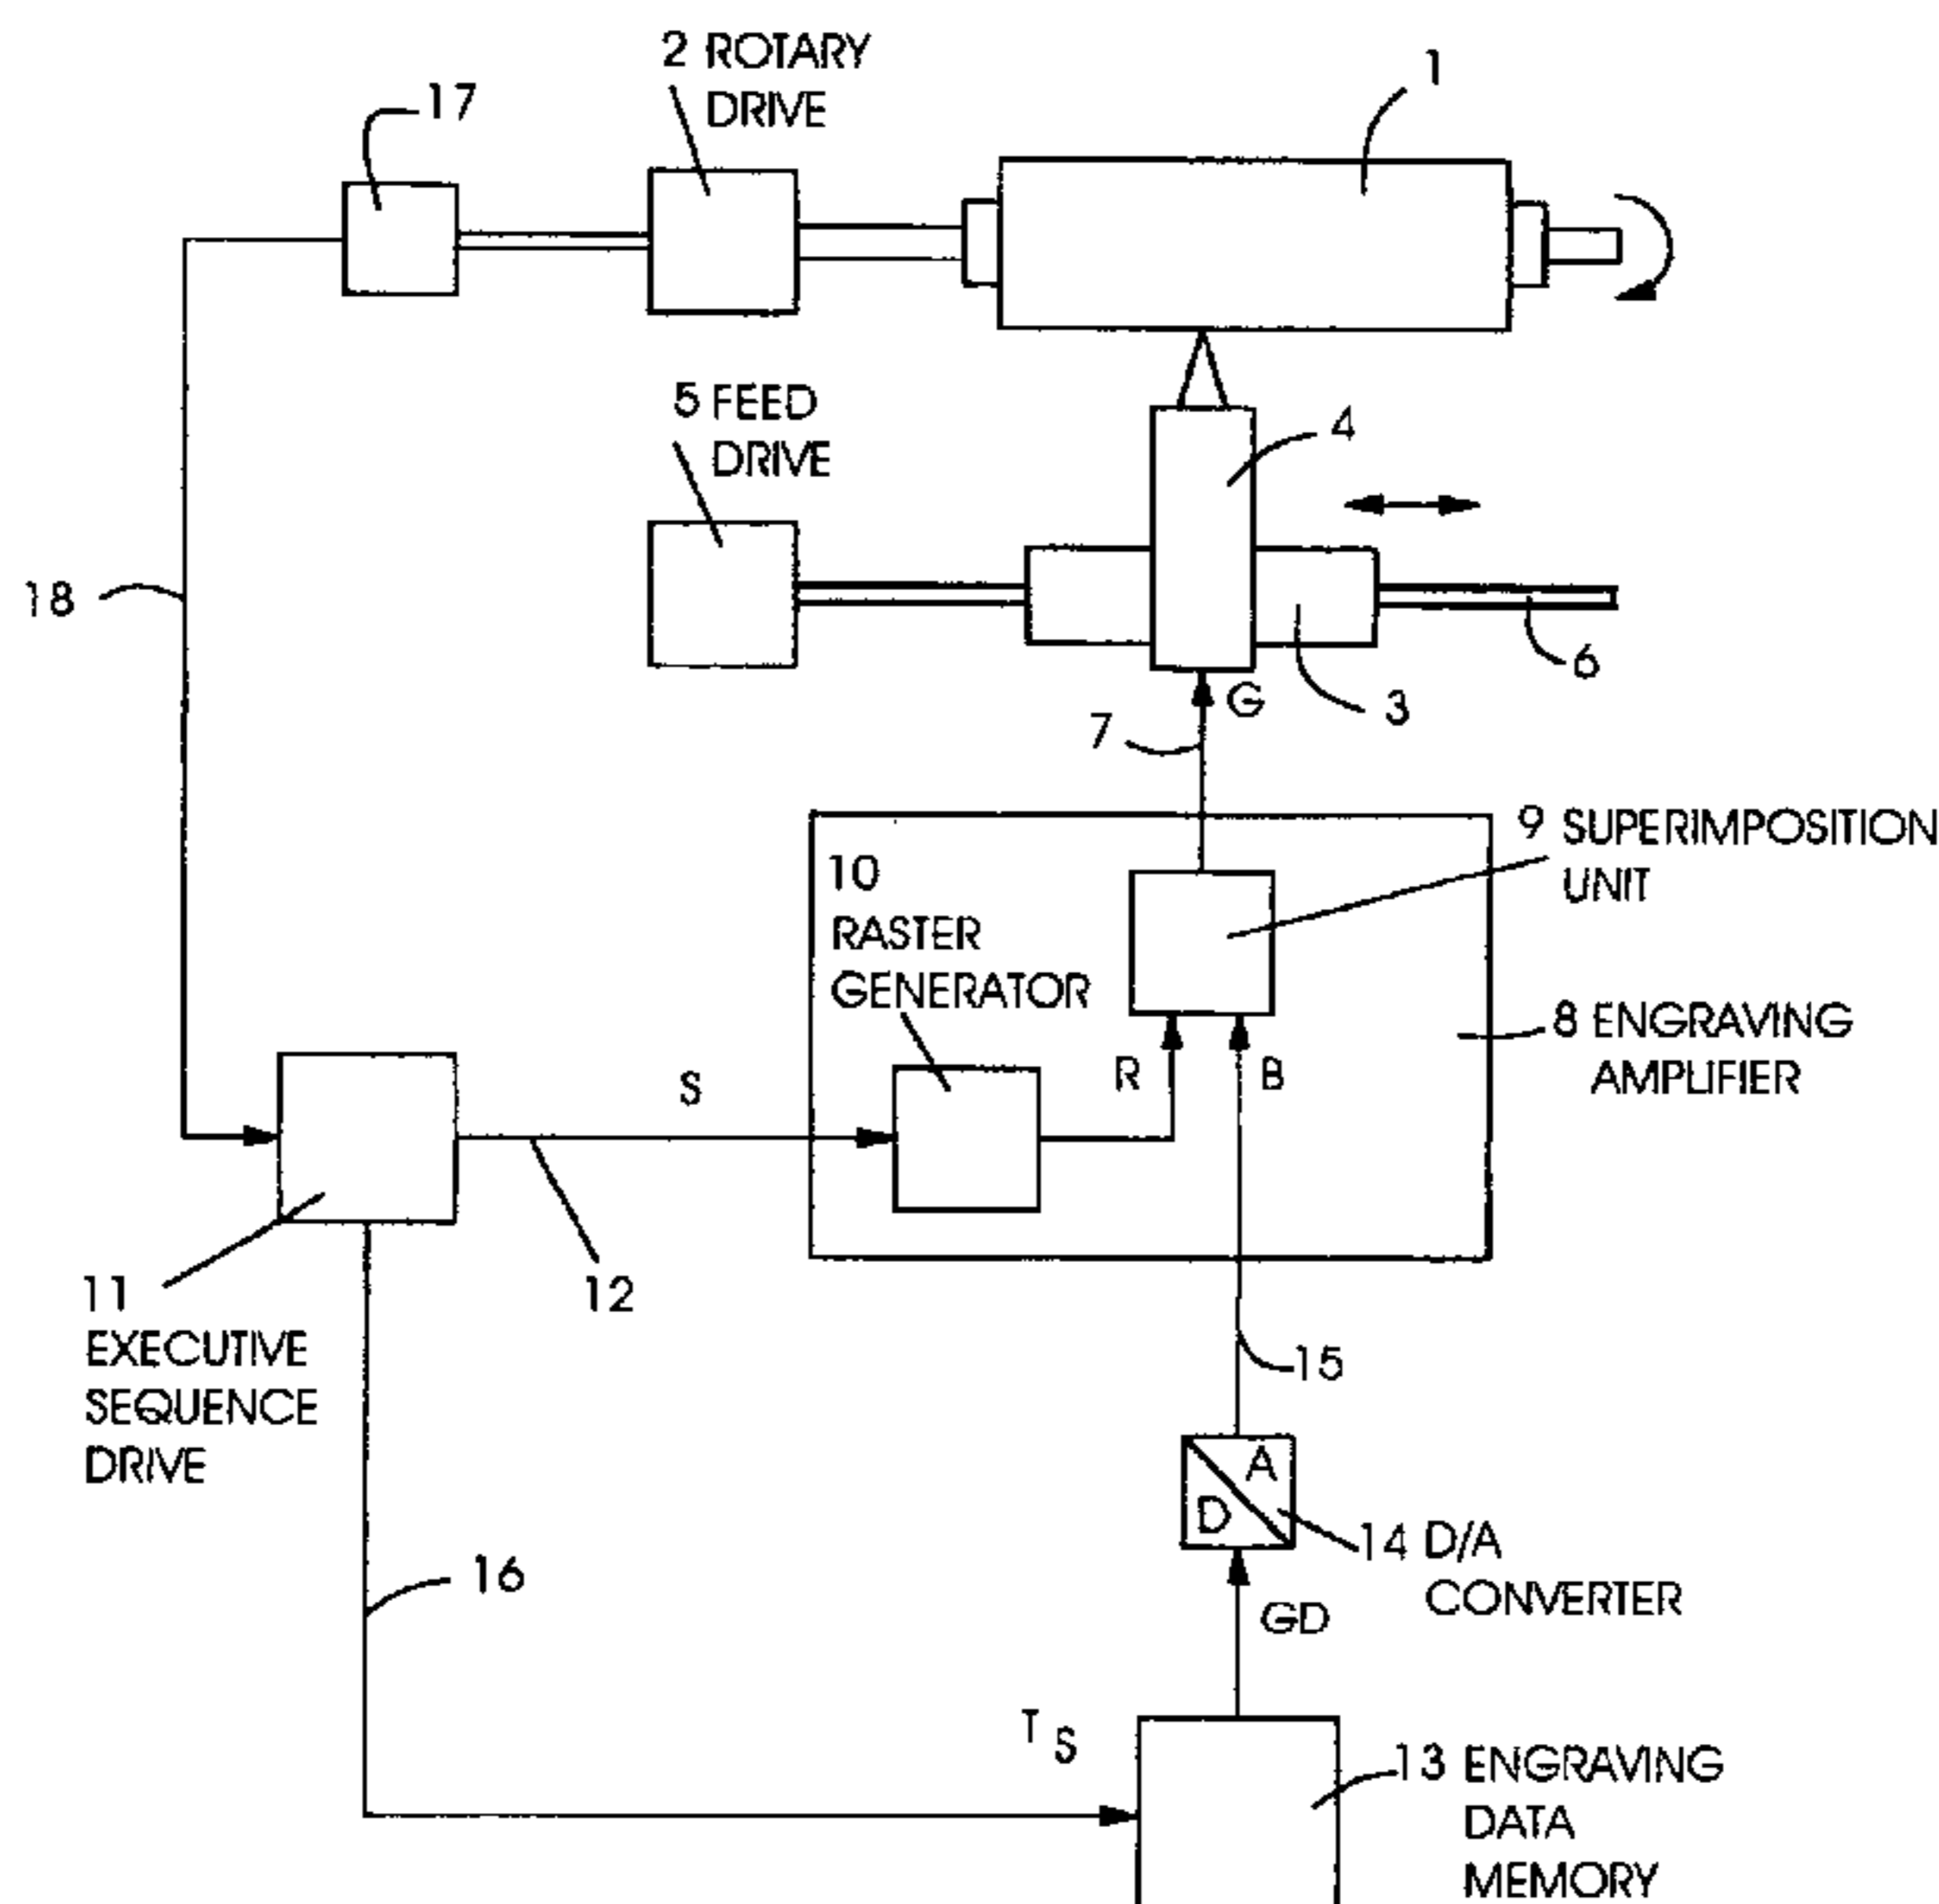 2 ROTARY
DRIVE
1
17
5 FEED
DRIVE
4
18
6
3
G
7
9 SUPERIMPOSITION
UNIT
10
RASTER
GENERATOR
8 ENGRAVING
AMPLIFIER
R
B
S
11
EXECUTIVE
SEQUENCE
DRIVE
12
15
A
D
14 D/A
CONVERTER
16
GD
T S
13 ENGRAVING
DATA
MEMORY